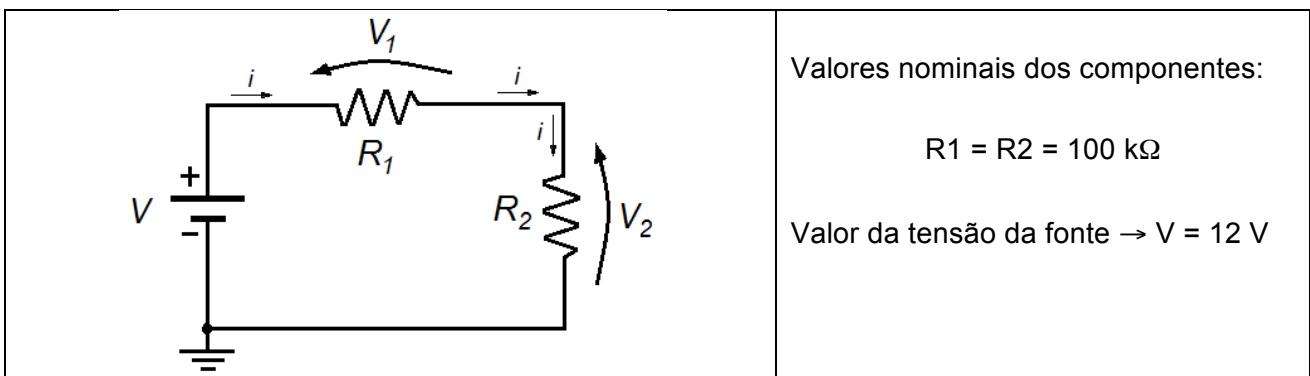 V₁
i
i
i
R₁
+
V
-
R₂
V₂
Valores nominais dos componentes:
R1 = R2 = 100 kΩ
Valor da tensão da fonte → V = 12 V